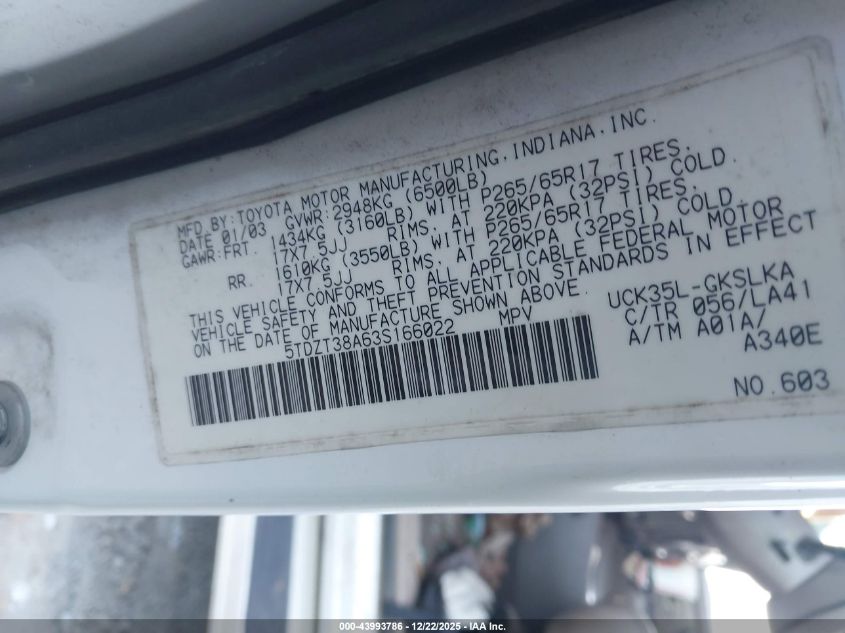 MFD BY:TOYOTA MOTOR MANUFACTURING,INDIANA,INC.
DATE 01/03 GVWR:2948KG (6500LB)
GAWR:FRT. 1434KG (3160LB) WITH P265/65R17 TIRES.
17X7.5JJ RIMS, AT 220KPA (32PSI) COLD.
RR. 1610KG (3550LB) WITH P265/65R17 TIRES.
17X7.5JJ RIMS, AT 220KPA (32PSI) COLD
THIS VEHICLE CONFORMS TO ALL APPLICABLE FEDERAL MOTOR
VEHICLE SAFETY AND THEFT PREVENTION STANDARDS IN EFFECT
ON THE DATE OF MANUFACTURE SHOWN ABOVE.
5TDZT38A63S166022 MPV
UCK35L-GKSLKA
C/TR 056/LA41
A/TM A01A/
A340E
NO.603
000-43993786 - 12/22/2025 - IAA Inc.